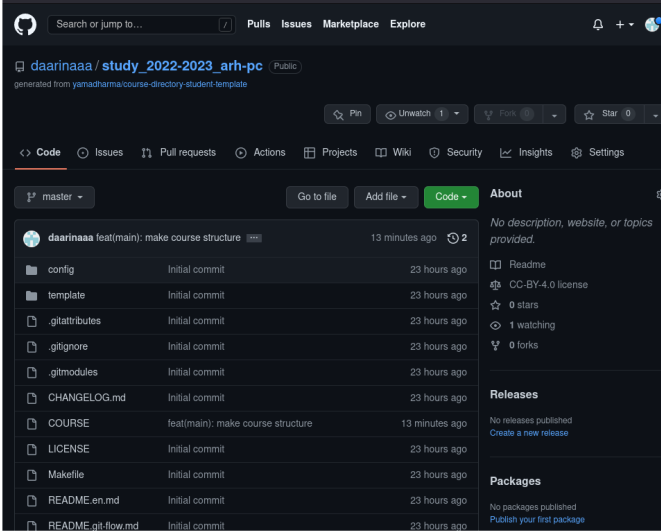 Search or jump to... /
Pulls Issues Marketplace Explore
daarinaaa / study_2022-2023_arh-pc Public
generated from yamadharma/course-directory-student-template
Pin Unwatch 1 Fork 0 Star 0
Code Issues Pull requests Actions Projects Wiki Security Insights Settings
master Go to file Add file Code
daarinaaa feat(main): make course structure ... 13 minutes ago 2
config Initial commit 23 hours ago
template Initial commit 23 hours ago
.gitattributes Initial commit 23 hours ago
.gitignore Initial commit 23 hours ago
.gitmodules Initial commit 23 hours ago
CHANGELOG.md Initial commit 23 hours ago
COURSE feat(main): make course structure 13 minutes ago
LICENSE Initial commit 23 hours ago
Makefile Initial commit 23 hours ago
README.en.md Initial commit 23 hours ago
README.git-flow.md Initial commit 23 hours ago
About
No description, website, or topics
provided.
Readme
CC-BY-4.0 license
0 stars
1 watching
0 forks
Releases
No releases published
Create a new release
Packages
No packages published
Publish your first package